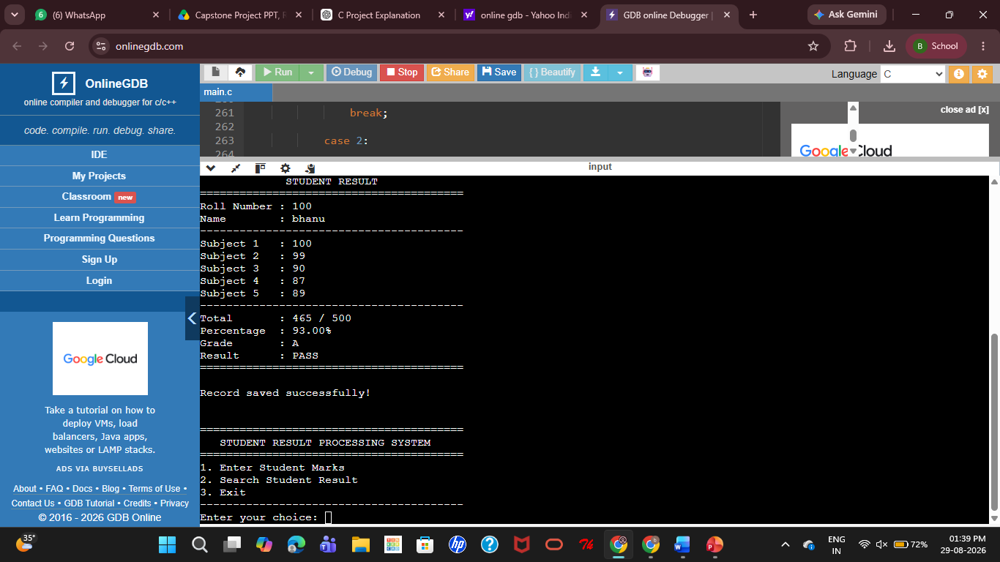 (6) WhatsApp
Capstone Project PPT, R
C Project Explanation
online gdb - Yahoo Indi
GDB online Debugger |
Ask Gemini
onlinegdb.com
B School
OnlineGDB
online compiler and debugger for c/c++
code. compile. run. debug. share.
IDE
My Projects
Classroom new
Learn Programming
Programming Questions
Sign Up
Login
Google Cloud
Take a tutorial on how to
deploy VMs, load
balancers, Java apps,
websites or LAMP stacks.
ADS VIA BUYSELLADS
About • FAQ • Docs • Blog • Terms of Use •
Contact Us • GDB Tutorial • Credits • Privacy
© 2016 - 2026 GDB Online
Run Debug Stop Share Save { } Beautify
Language C
main.c
261 break;
262
263 case 2:
264
close ad [x]
Google Cloud
input
STUDENT RESULT
========================================
Roll Number : 100
Name : bhanu
----------------------------------------
Subject 1 : 100
Subject 2 : 99
Subject 3 : 90
Subject 4 : 87
Subject 5 : 89
----------------------------------------
Total : 465 / 500
Percentage : 93.00%
Grade : A
Result : PASS
========================================
Record saved successfully!
========================================
STUDENT RESULT PROCESSING SYSTEM
========================================
1. Enter Student Marks
2. Search Student Result
3. Exit
----------------------------------------
Enter your choice:
35°
ENG
IN
72%
01:39 PM
29-08-2026